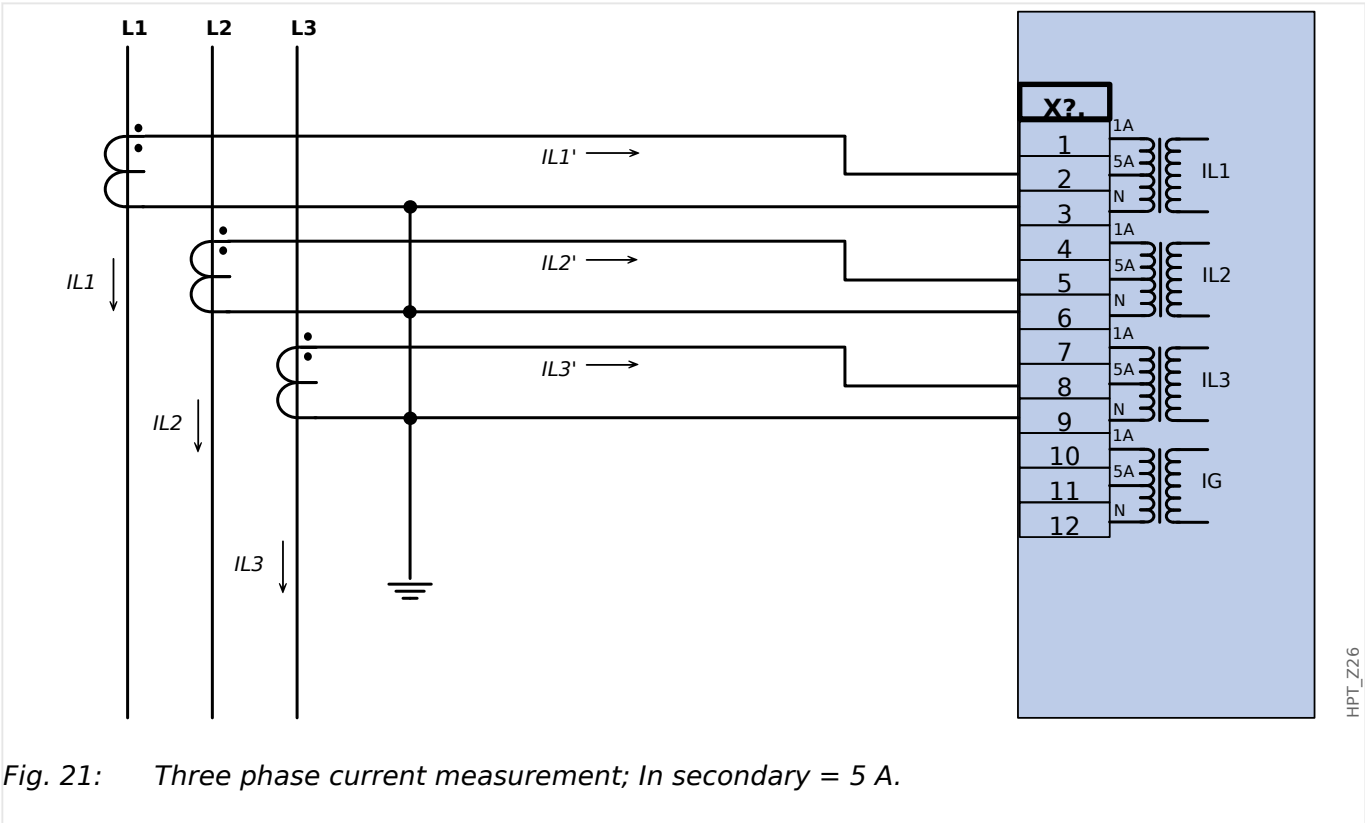 L1 L2 L3
X?.
1A
1
IL1'
5A
IL1
2
N
3
1A
4
IL2'
5A
IL2
IL1
5
N
6
1A
7
IL3'
5A
IL3
8
N
9
IL2
1A
10
5A
IG
11
N
12
IL3
HPT_Z26
Fig. 21: Three phase current measurement; In secondary = 5 A.